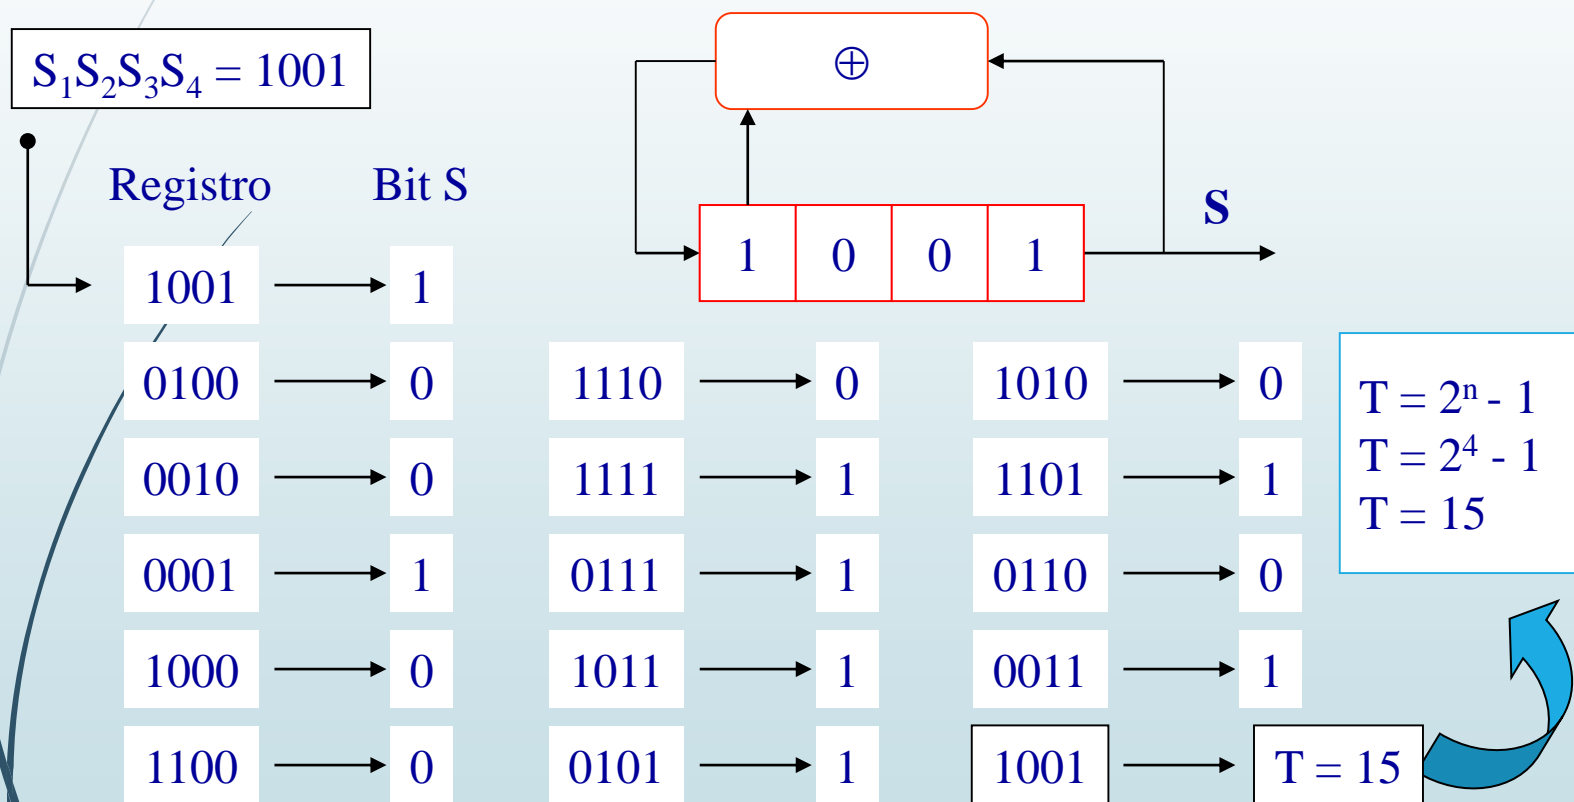 S₁S₂S₃S₄ = 1001
⊕
Registro Bit S
S
1 0 0 1
1001 1
0100 0 1110 0 1010 0
0010 0 1111 1 1101 1
0001 1 0111 1 0110 0
1000 0 1011 1 0011 1
1100 0 0101 1 1001 T = 15
T = 2ⁿ - 1
T = 2⁴ - 1
T = 15